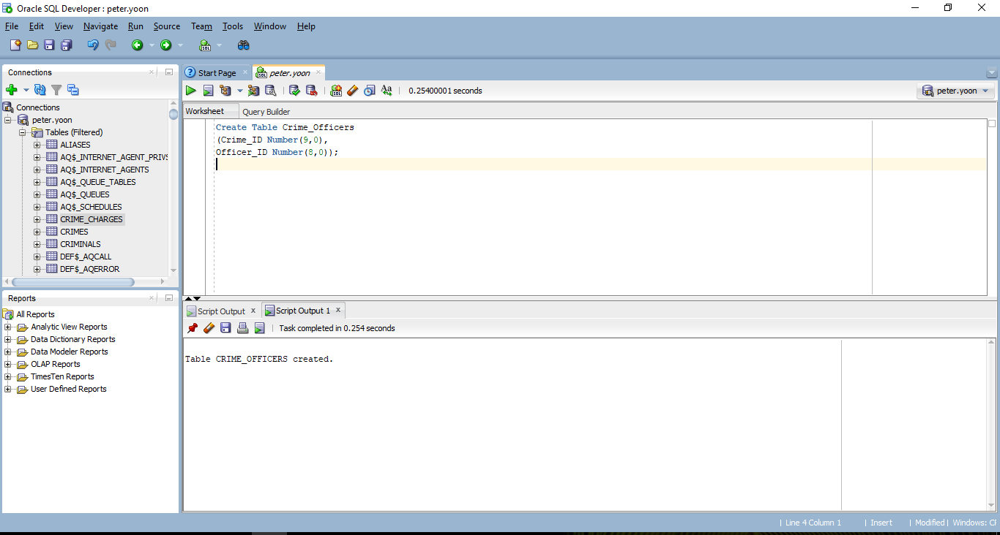 Oracle SQL Developer : peter.yoon
File Edit View Navigate Run Source Team Tools Window Help
Connections
Connections
peter.yoon
Tables (Filtered)
ALIASES
AQ$_INTERNET_AGENT_PRIVS
AQ$_INTERNET_AGENTS
AQ$_QUEUE_TABLES
AQ$_QUEUES
AQ$_SCHEDULES
CRIME_CHARGES
CRIMES
CRIMINALS
DEF$_AQCALL
DEF$_AQERROR
Reports
All Reports
Analytic View Reports
Data Dictionary Reports
Data Modeler Reports
OLAP Reports
TimesTen Reports
User Defined Reports
Start Page peter.yoon
0.25400001 seconds peter.yoon
Worksheet Query Builder
Create Table Crime_Officers
(Crime_ID Number(9,0),
Officer_ID Number(8,0));
Script Output Script Output 1
Task completed in 0.254 seconds
Table CRIME_OFFICERS created.
| Line 4 Column 1 | Insert | Modified | Windows: